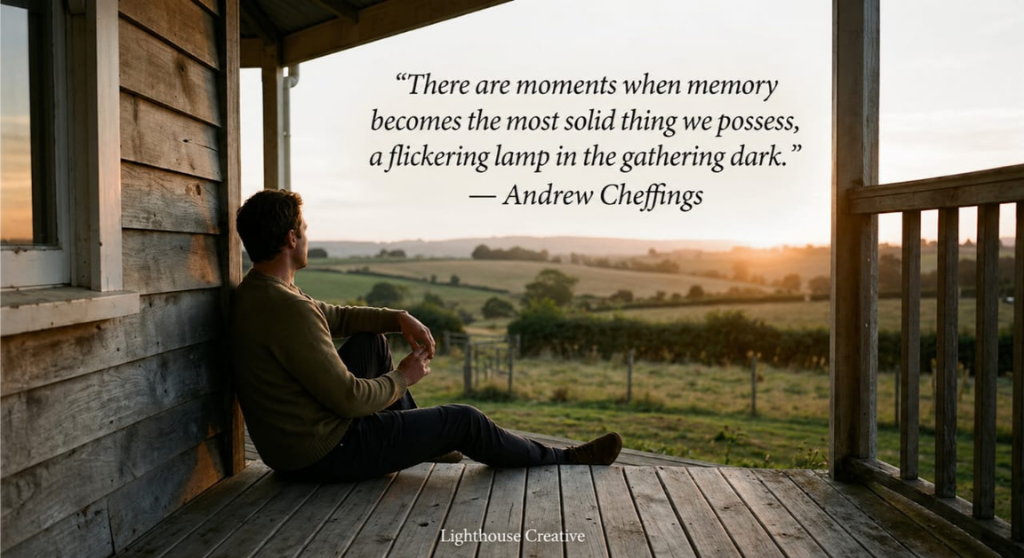 “There are moments when memory
becomes the most solid thing we possess,
a flickering lamp in the gathering dark.”
— Andrew Cheffings
Lighthouse Creative